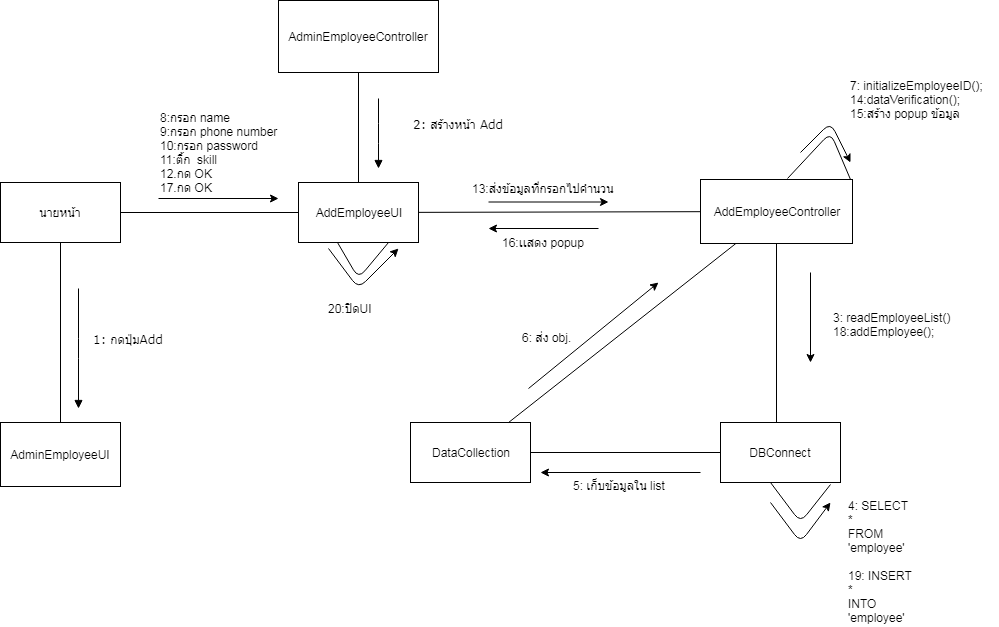 AdminEmployeeController
7: initializeEmployeeID();
14:dataVerification();
15:สร้าง popup ข้อมูล
8:กรอก name
9:กรอก phone number
10:กรอก password
11:ติ๊ก skill
12.กด OK
17.กด OK
2: สร้างหน้า Add
นายหน้า
AddEmployeeUI
13:ส่งข้อมูลที่กรอกไปคำนวน
16:แสดง popup
AddEmployeeController
20:ปิดUI
1: กดปุ่มAdd
6: ส่ง obj.
3: readEmployeeList()
18:addEmployee();
AdminEmployeeUI
DataCollection
DBConnect
5: เก็บข้อมูลใน list
4: SELECT
*
FROM
'employee'
19: INSERT
*
INTO
'employee'